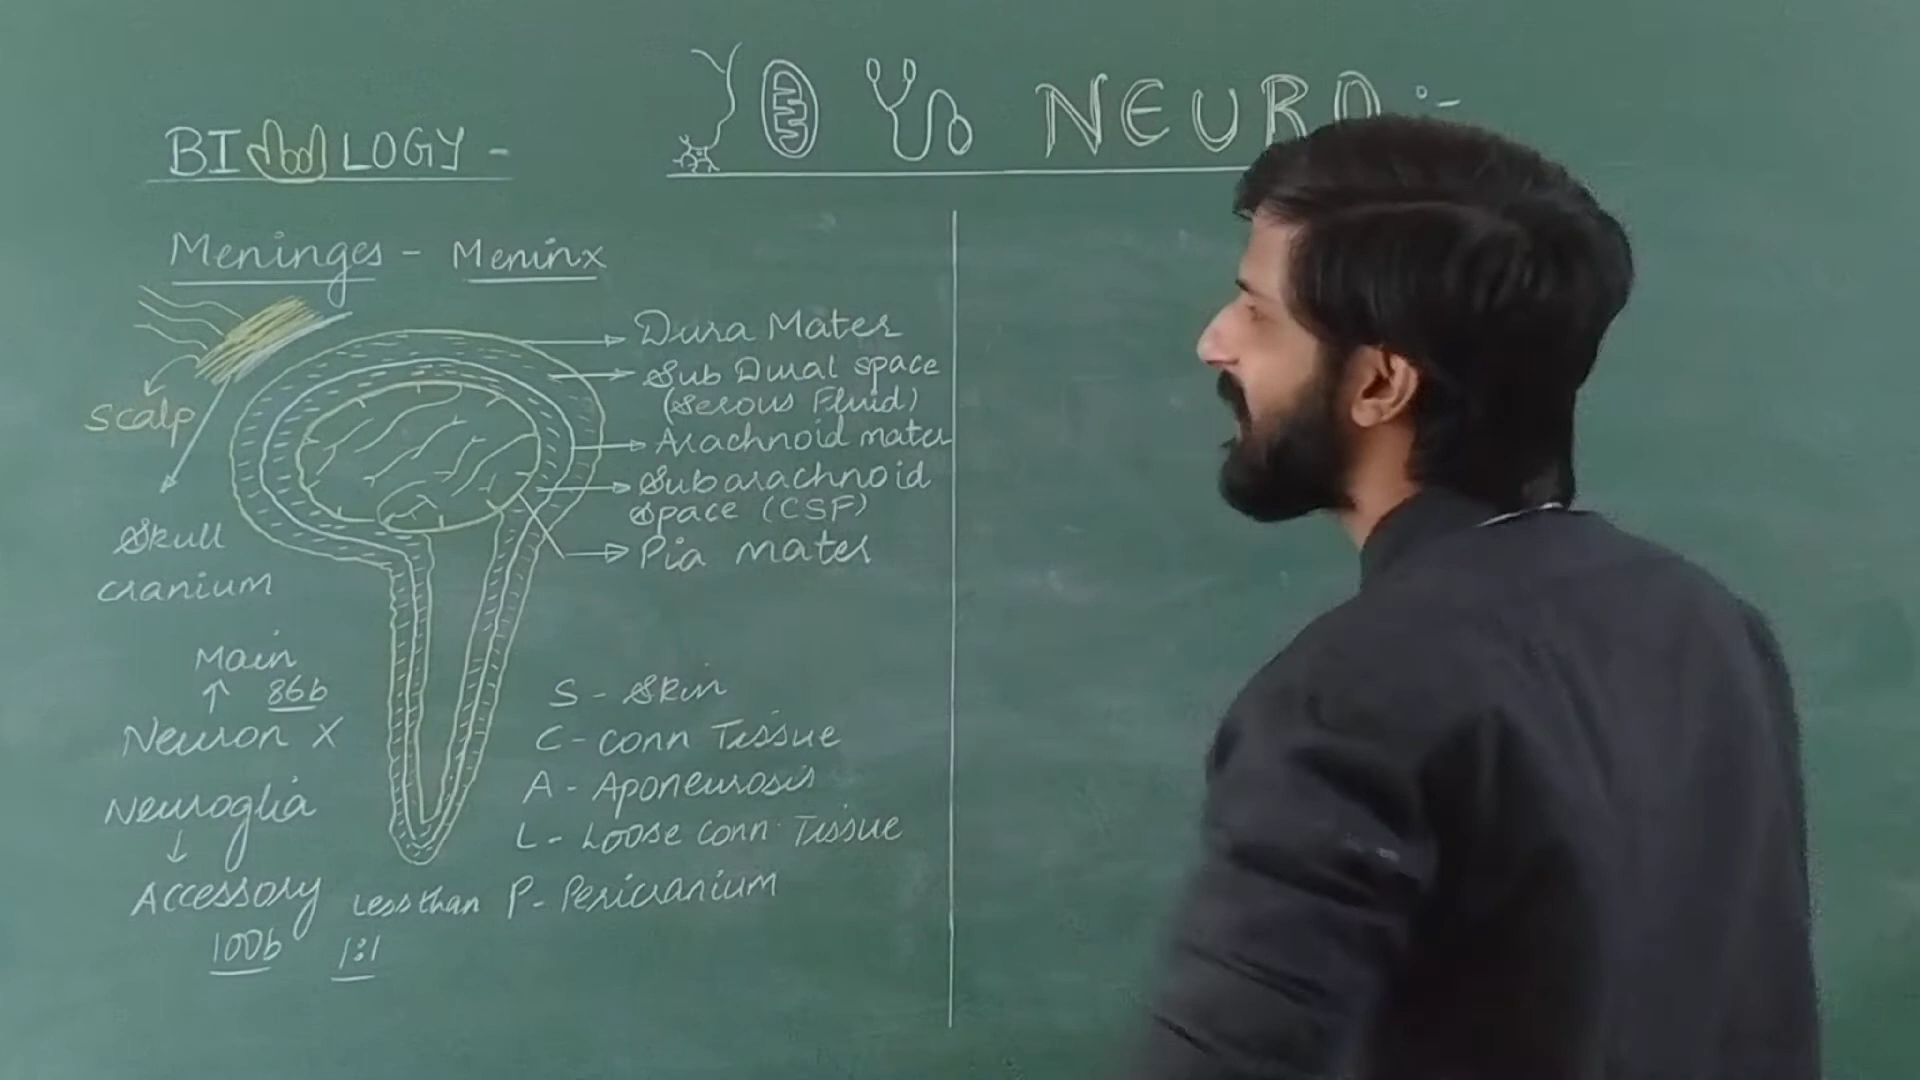 BIOLOGY -
NEURO :-
Meninges - Meninx
Dura Mater
Sub Dural space
(Serous Fluid)
Arachnoid mater
Subarachnoid
space (CSF)
Pia mater
Scalp
Skull
cranium
Main
86b
Neuron X
Neuroglia
Accessory
100b
Less than
1:1
S - Skin
C - conn Tissue
A - Aponeurosis
L - Loose conn. Tissue
P - Pericranium